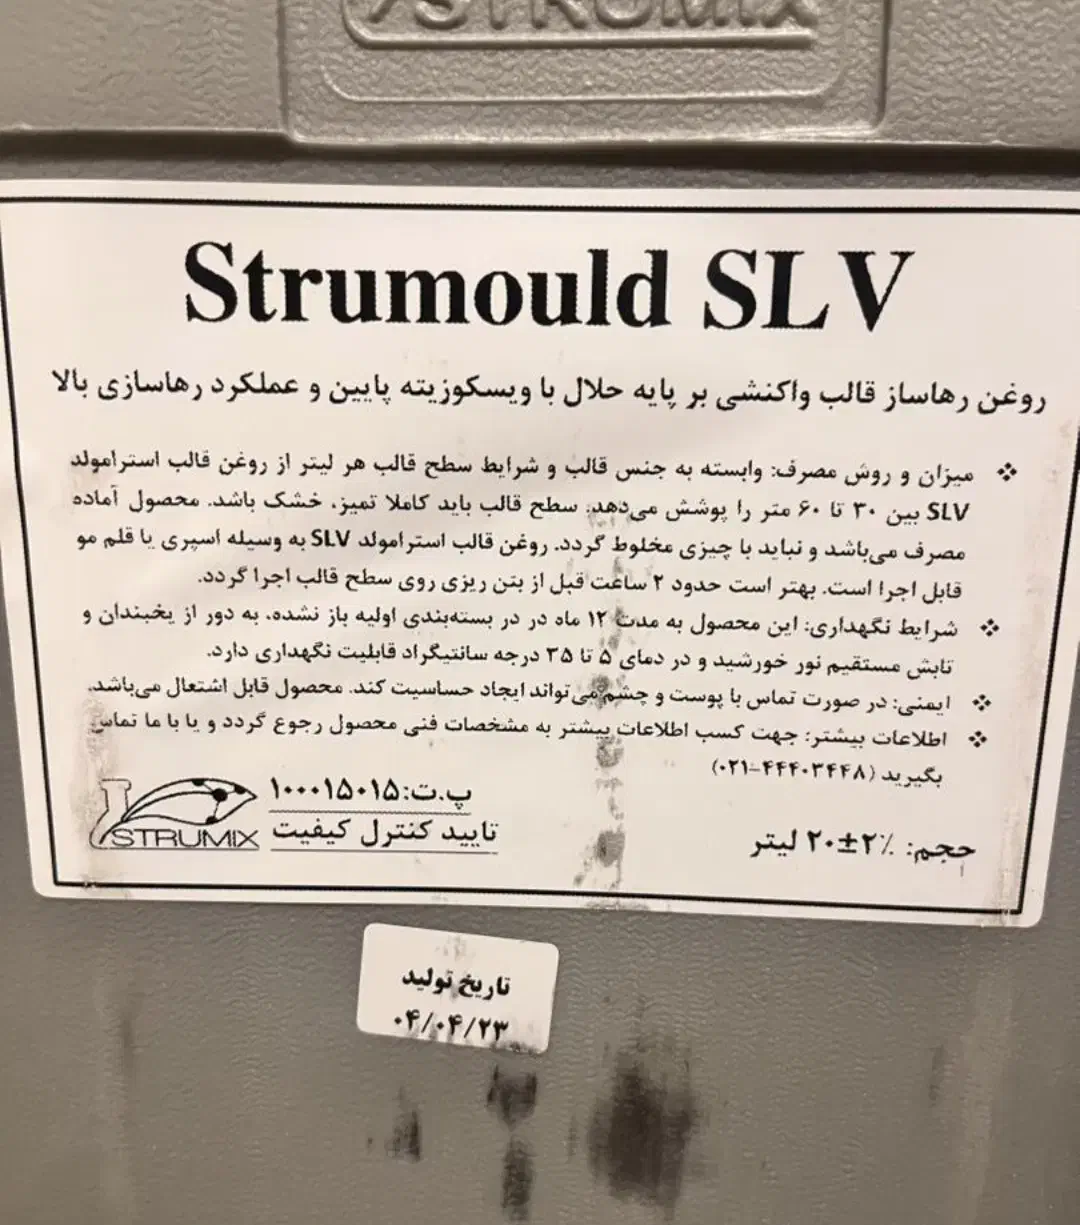 STRUMIX
Strumould SLV
روغن رهاساز قالب واکنشی بر پایه حلال با ویسکوزیته پایین و عملکرد رهاسازی بالا
❖ میزان و روش مصرف: وابسته به جنس قالب و شرایط سطح قالب هر لیتر از روغن قالب استرامولد
SLV بین ۳۰ تا ۶۰ متر را پوشش می‌دهد. سطح قالب باید کاملا تمیز، خشک باشد. محصول آماده
مصرف می‌باشد و نباید با چیزی مخلوط گردد. روغن قالب استرامولد SLV به وسیله اسپری یا قلم مو
قابل اجرا است. بهتر است حدود ۲ ساعت قبل از بتن ریزی روی سطح قالب اجرا گردد.
❖ شرایط نگهداری: این محصول به مدت ۱۲ ماه در در بسته‌بندی اولیه باز نشده، به دور از یخبندان و
تابش مستقیم نور خورشید و در دمای ۵ تا ۳۵ درجه سانتیگراد قابلیت نگهداری دارد.
❖ ایمنی: در صورت تماس با پوست و چشم می‌تواند ایجاد حساسیت کند. محصول قابل اشتعال می‌باشد.
❖ اطلاعات بیشتر: جهت کسب اطلاعات بیشتر به مشخصات فنی محصول رجوع گردد و یا با ما تماس
بگیرید (۰۲۱-۴۴۴۰۳۴۴۸)
پ.ت: ۱۰۰۰۱۵۰۱۵
تایید کنترل کیفیت
STRUMIX
حجم: ۲۰±۲٪ لیتر
تاریخ تولید
۰۴/۰۴/۲۳